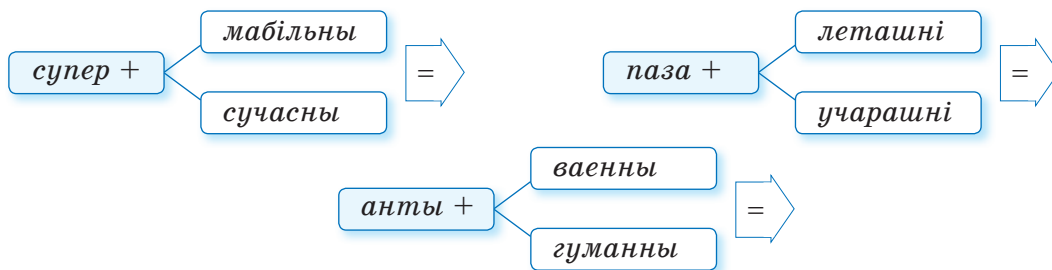 мабільны
супер +
=
сучасны
леташні
паза +
=
учарашні
ваенны
анты +
=
гуманны